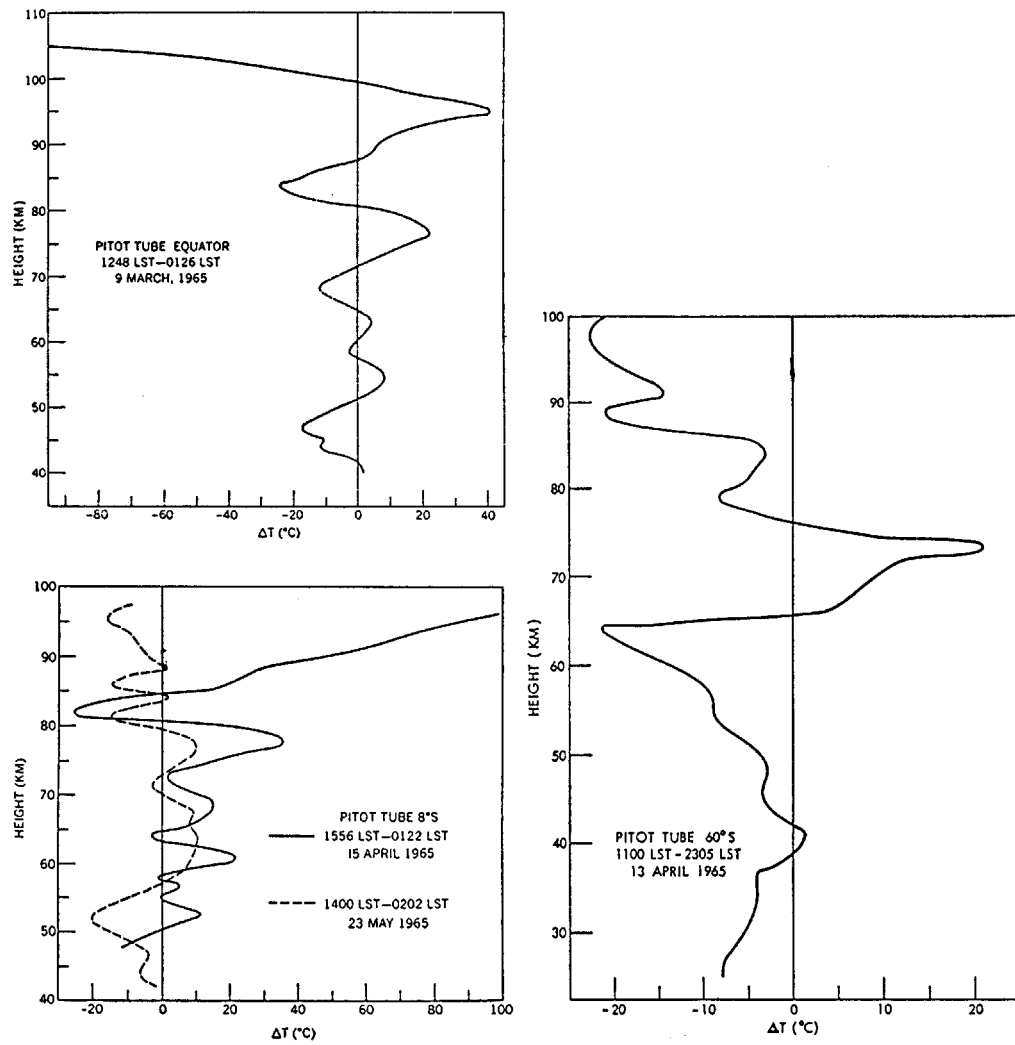 110
100
90
80
70
60
50
40
HEIGHT (KM)
PITOT TUBE EQUATOR
1248 LST—0126 LST
9 MARCH, 1965
-80 -60 -40 -20 0 20 40
ΔT (°C)
100
90
80
70
60
50
40
HEIGHT (KM)
PITOT TUBE 8°S
1556 LST—0122 LST
15 APRIL 1965
1400 LST—0202 LST
23 MAY 1965
-20 0 20 40 60 80 100
ΔT (°C)
100
90
80
70
60
50
40
30
HEIGHT (KM)
PITOT TUBE 60°S
1100 LST - 2305 LST
13 APRIL 1965
-20 -10 0 10 20
ΔT (°C)